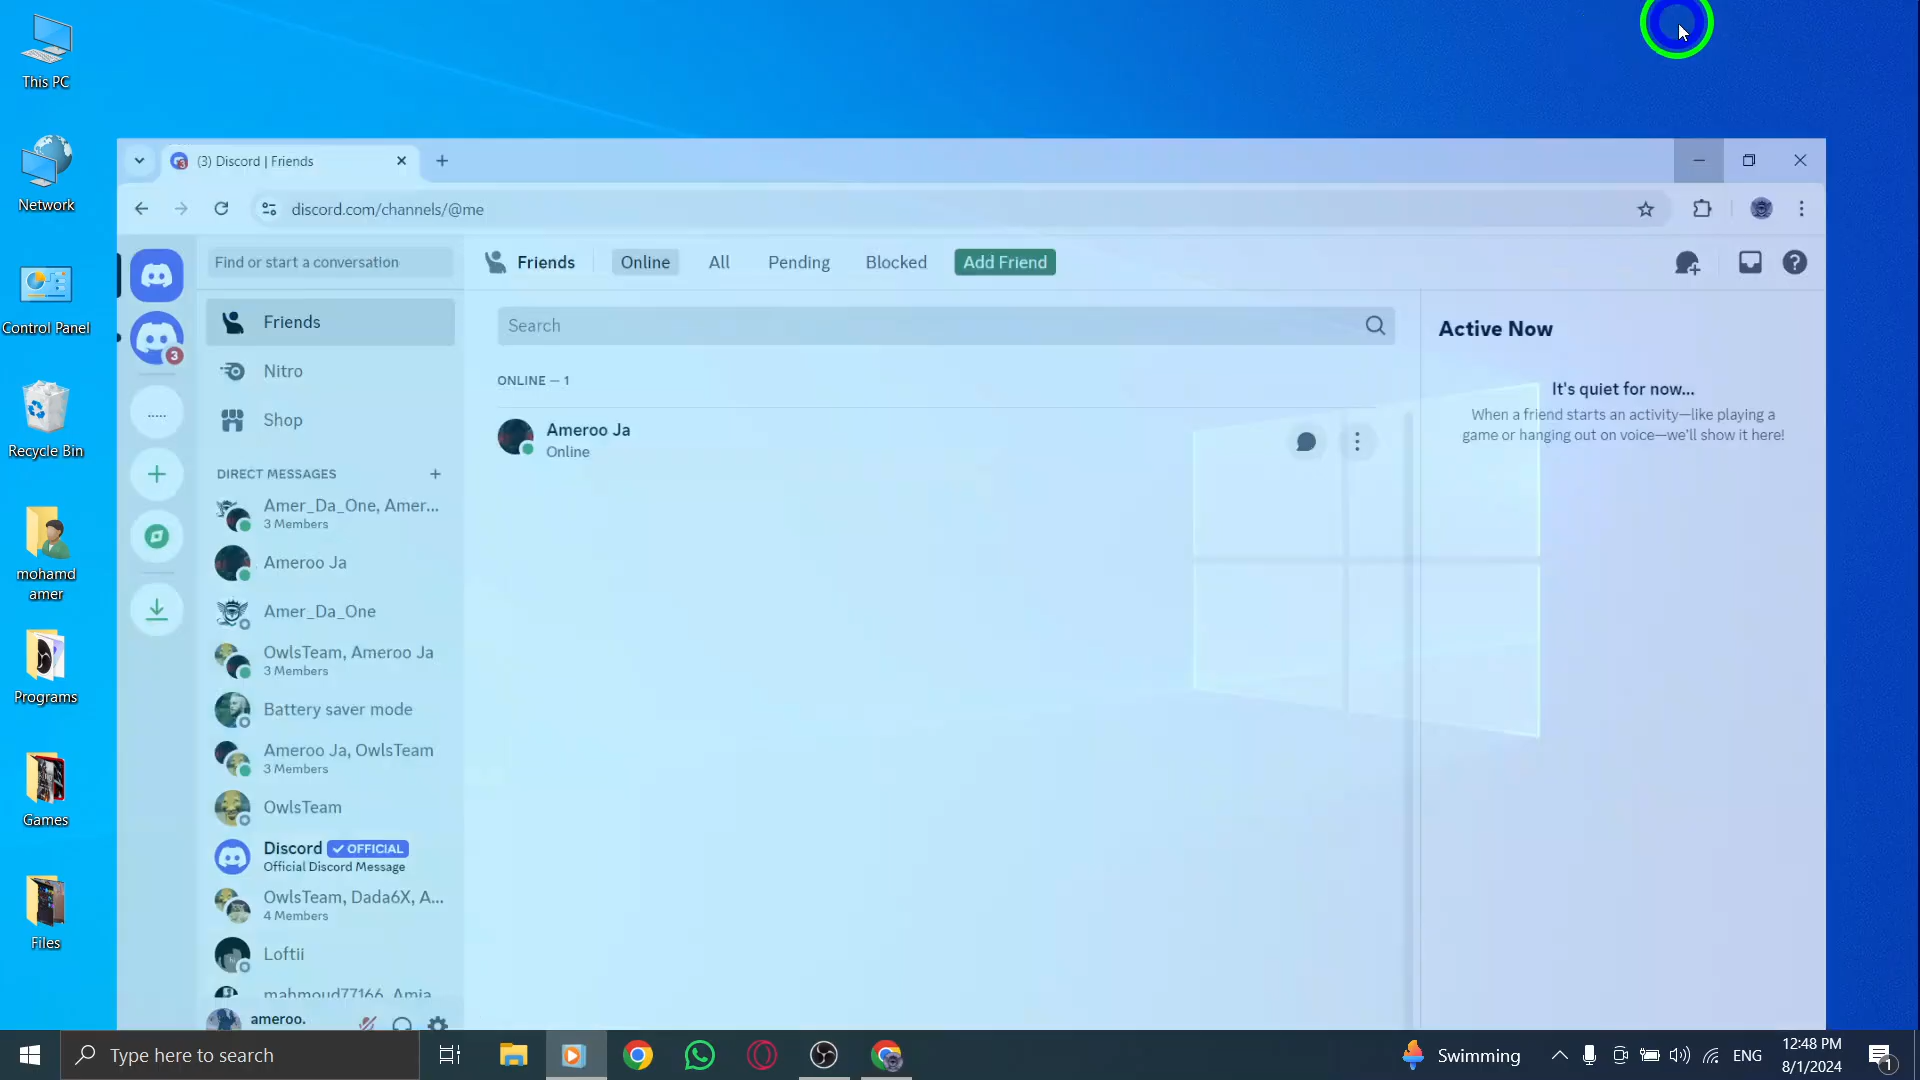 This PC
Network
Control Panel
Recycle Bin
mohamd
amer
Programs
Games
Files
(3) Discord | Friends
discord.com/channels/@me
3
.....
Find or start a conversation
Friends
Nitro
Shop
DIRECT MESSAGES
Amer_Da_One, Amer...
3 Members
Ameroo Ja
Amer_Da_One
OwlsTeam, Ameroo Ja
3 Members
Battery saver mode
Ameroo Ja, OwlsTeam
3 Members
OwlsTeam
Discord ✓ OFFICIAL
Official Discord Message
OwlsTeam, Dada6X, A...
4 Members
Loftii
mahmoud77166, Amja
ameroo.
Friends Online All Pending Blocked Add Friend
Search
ONLINE — 1
Ameroo Ja
Online
Active Now
It's quiet for now...
When a friend starts an activity—like playing a
game or hanging out on voice—we'll show it here!
Type here to search
Swimming
ENG
12:48 PM
8/1/2024
1